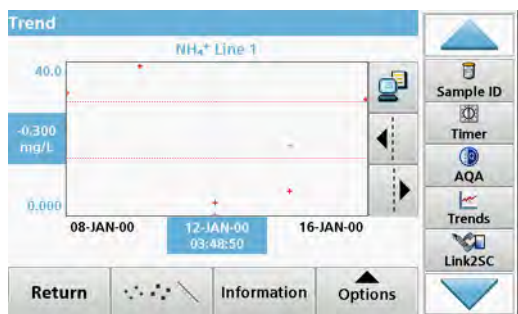 Trend
NH₄⁺ Line 1
40.0
-0.300
mg/L
0.000
08-JAN-00
12-JAN-00
03:48:50
16-JAN-00
Return
Information
Options
Sample ID
Timer
AQA
Trends
Link2SC